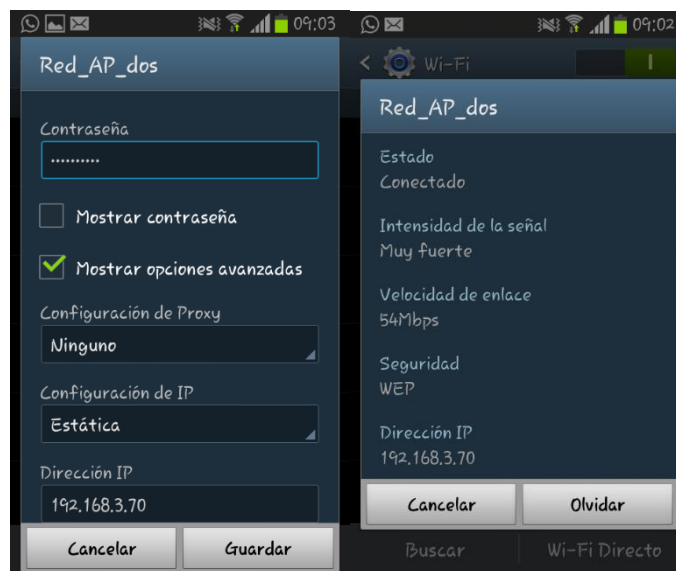 09:03
Red_AP_dos
Contraseña
..........
Mostrar contraseña
Mostrar opciones avanzadas
Configuración de Proxy
Ninguno
Configuración de IP
Estática
Dirección IP
192.168.3.70
Cancelar
Guardar
09:02
Wi-Fi
Red_AP_dos
Estado
Conectado
Intensidad de la señal
Muy fuerte
Velocidad de enlace
54Mbps
Seguridad
WEP
Dirección IP
192.168.3.70
Cancelar
Olvidar
Buscar
Wi-Fi Directo